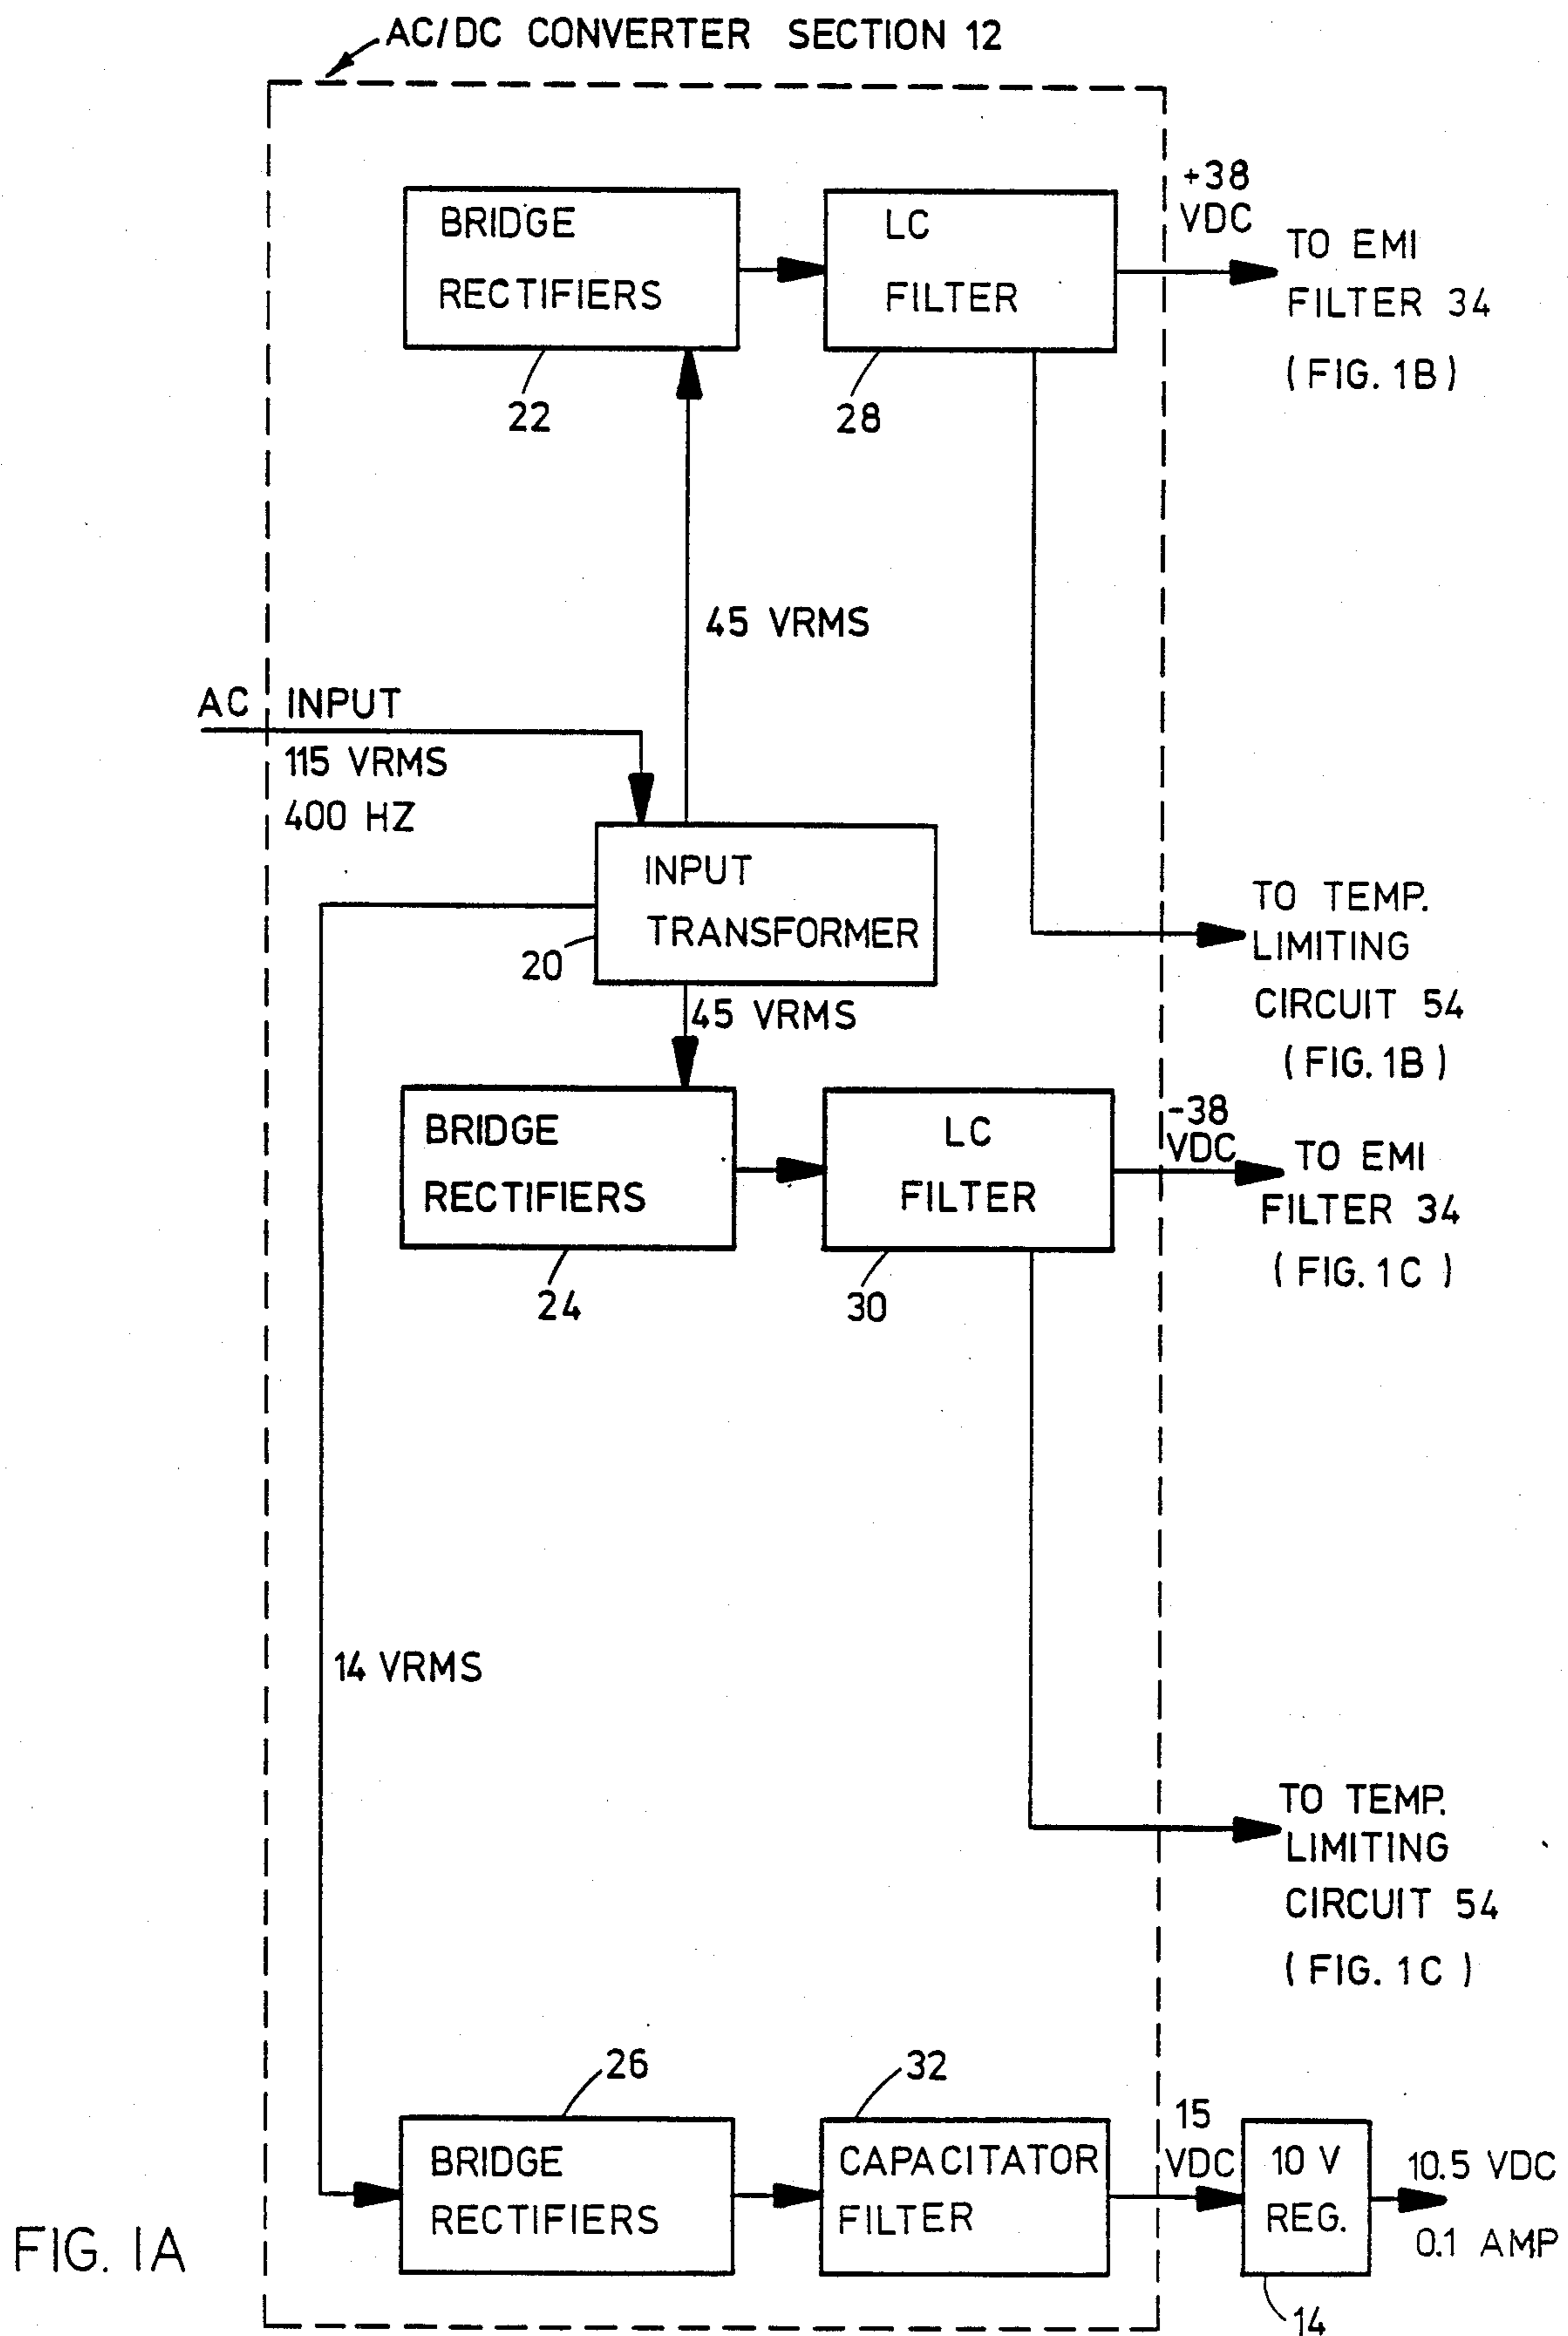 AC/DC CONVERTER SECTION 12
BRIDGE
RECTIFIERS
22
LC
FILTER
28
+38
VDC
TO EMI
FILTER 34
(FIG. 1B)
45 VRMS
AC INPUT
115 VRMS
400 HZ
INPUT
TRANSFORMER
20
45 VRMS
TO TEMP.
LIMITING
CIRCUIT 54
(FIG. 1B)
BRIDGE
RECTIFIERS
24
LC
FILTER
30
-38
VDC
TO EMI
FILTER 34
(FIG. 1C)
14 VRMS
TO TEMP.
LIMITING
CIRCUIT 54
(FIG. 1C)
26
BRIDGE
RECTIFIERS
32
CAPACITATOR
FILTER
15
VDC
10 V
REG.
14
10.5 VDC
0.1 AMP
FIG. 1A